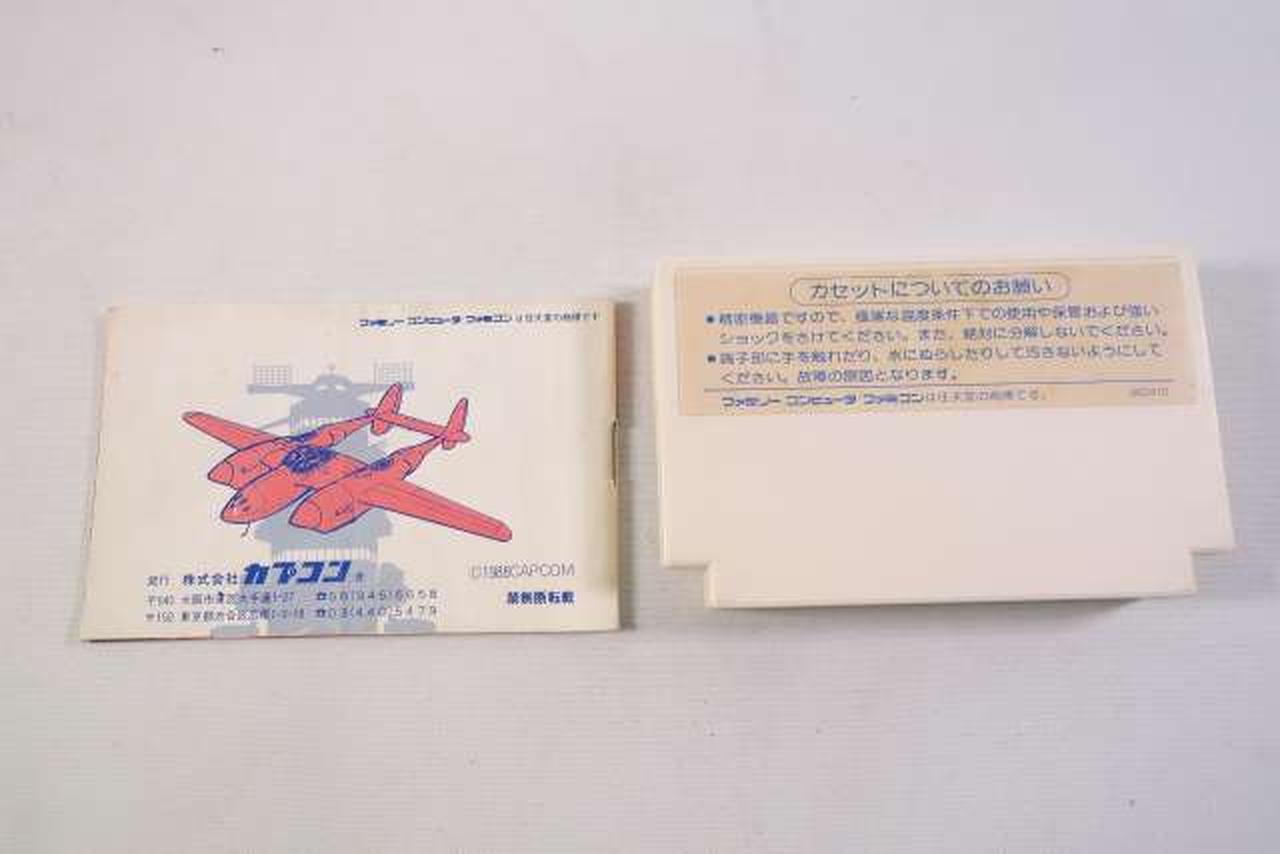 ファミリー コンピュータ ファミコンは任天堂の商標です
©1988CAPCOM
発行 株式会社カプコン
禁無断転載
カセットについてのお願い
●精密機器ですので、極端な温度条件下での使用や保管および強い
ショックをさけてください。また、絶対に分解しないでください。
●端子部に手を触れたり、水にぬらしたりして汚さないようにして
ください。故障の原因となります。
ファミリー コンピュータ ファミコンは任天堂の商標です。